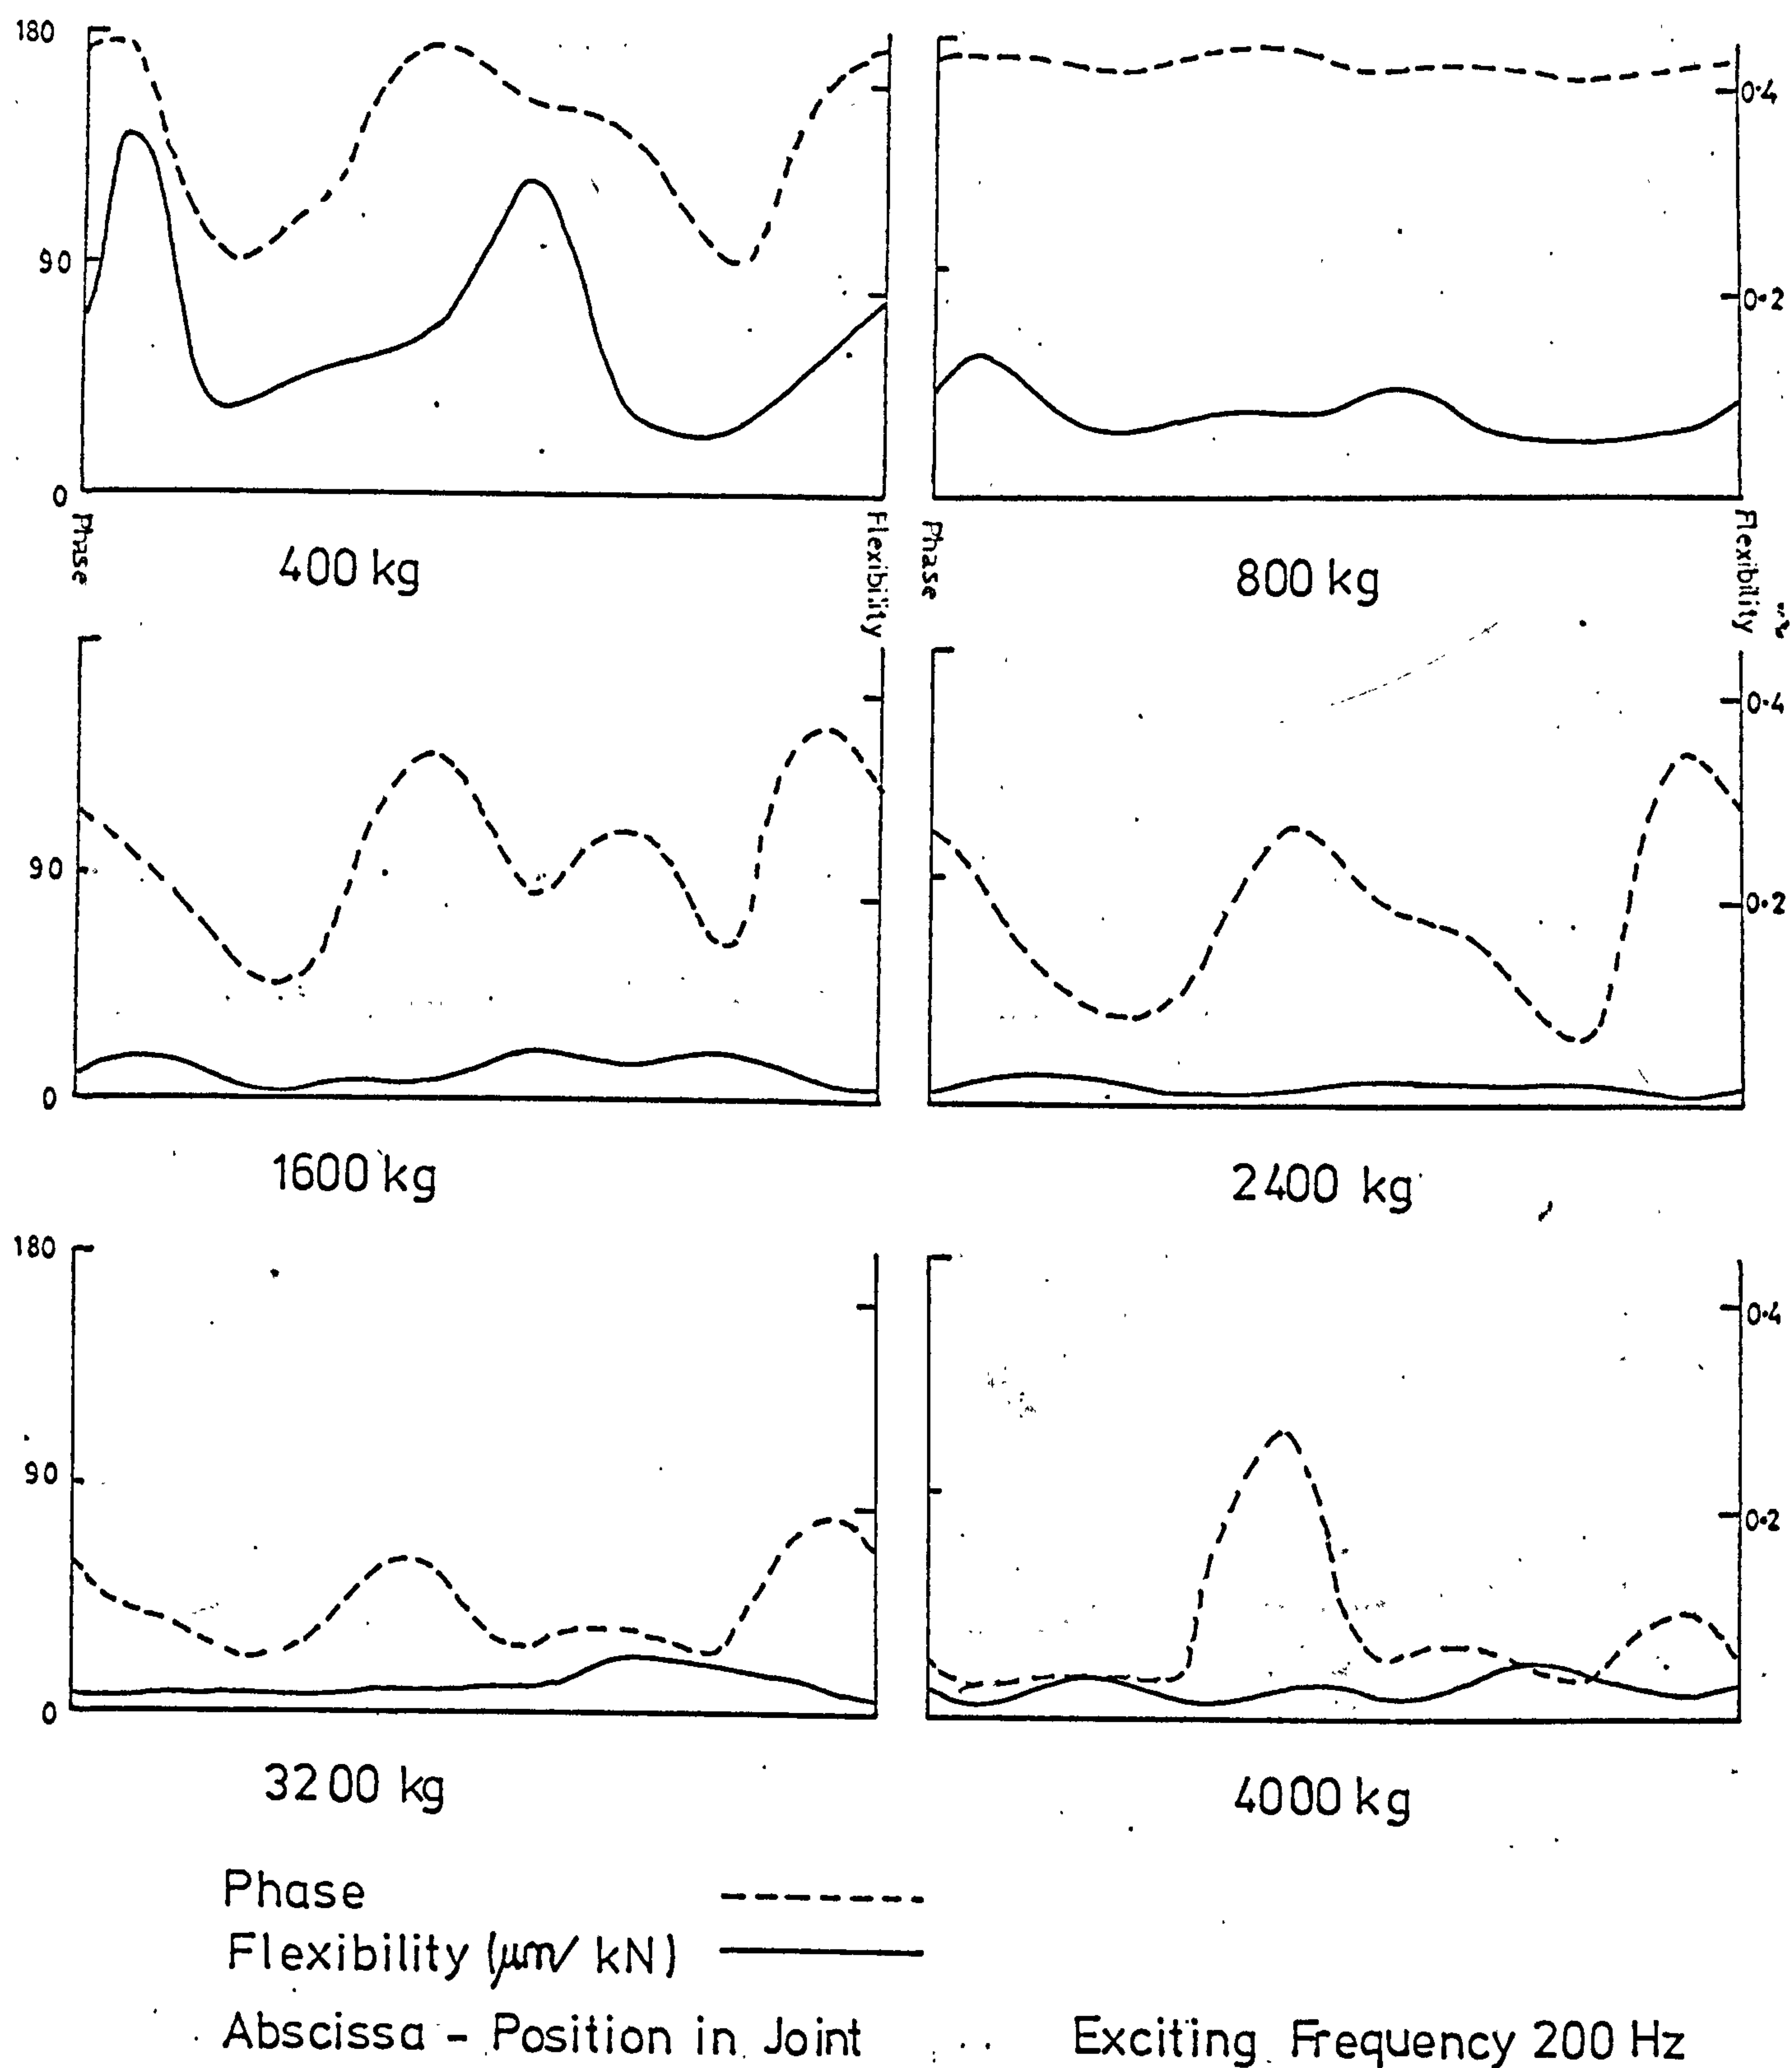 180
90
0
0·4
0·2
Phase
Flexibility
Phase
Flexibility
400 kg
800 kg
90
0
0·4
0·2
1600 kg
2400 kg
180
90
0
0·4
0·2
3200 kg
4000 kg
Phase
Flexibility (μm/ kN)
Abscissa - Position in Joint
Exciting Frequency 200 Hz